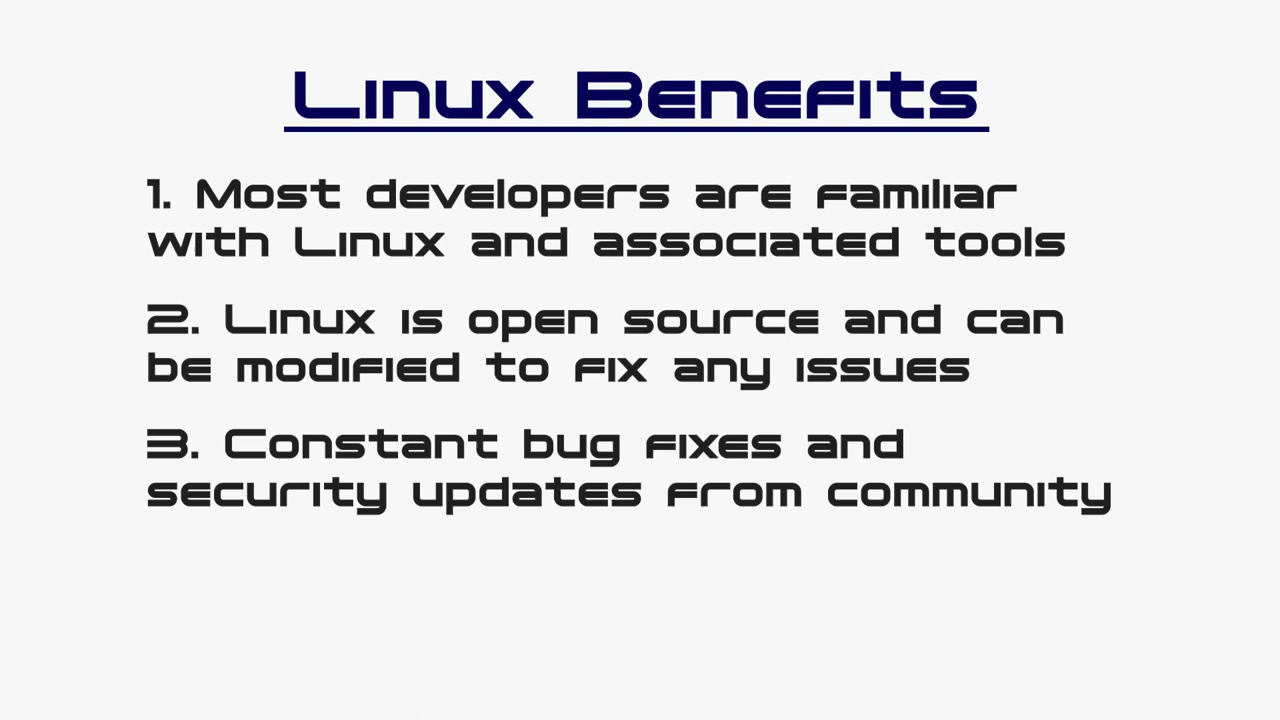 Linux Benefits
1. Most developers are familiar
with Linux and associated tools
2. Linux is open source and can
be modified to fix any issues
3. Constant bug fixes and
security updates from community